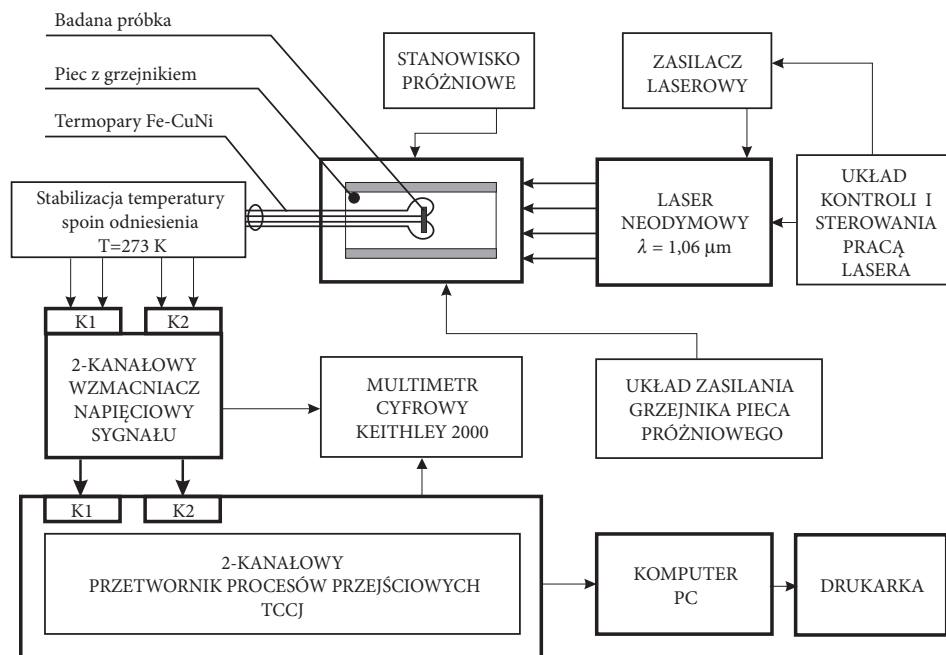 Badana próbka
Piec z grzejnikiem
Termopary Fe-CuNi
STANOWISKO
PRÓŻNIOWE
ZASILACZ
LASEROWY
Stabilizacja temperatury
spoin odniesienia
T=273 K
LASER
NEODYMOWY
λ = 1,06 μm
UKŁAD
KONTROLI I
STEROWANIA
PRACĄ
LASERA
K1
K2
2-KANAŁOWY
WZMACNIACZ
NAPIĘCIOWY
SYGNAŁU
MULTIMETR
CYFROWY
KEITHLEY 2000
UKŁAD ZASILANIA
GRZEJNIKA PIECA
PRÓŻNIOWEGO
K1
K2
2-KANAŁOWY
PRZETWORNIK PROCESÓW PRZEJŚCIOWYCH
TCCJ
KOMPUTER
PC
DRUKARKA